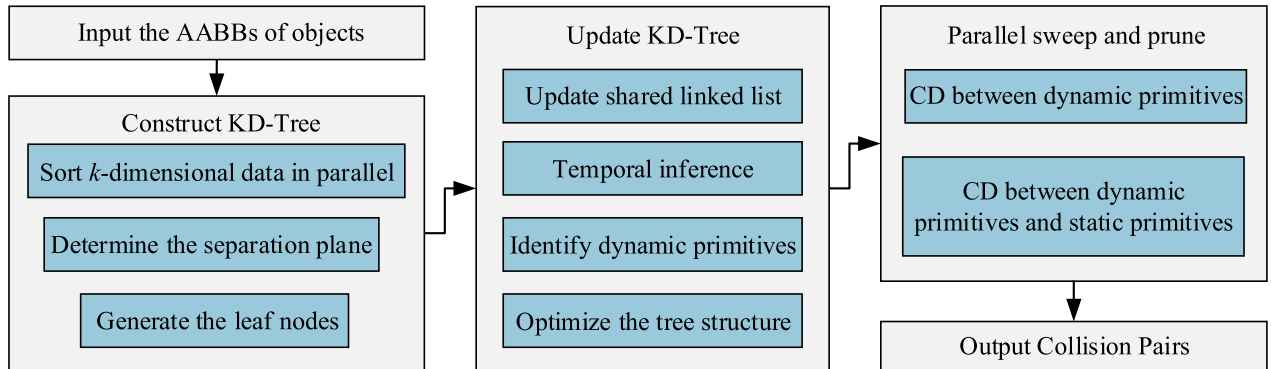 Input the AABBs of objects
Construct KD-Tree
Sort k-dimensional data in parallel
Determine the separation plane
Generate the leaf nodes
Update KD-Tree
Update shared linked list
Temporal inference
Identify dynamic primitives
Optimize the tree structure
Parallel sweep and prune
CD between dynamic primitives
CD between dynamic
primitives and static primitives
Output Collision Pairs